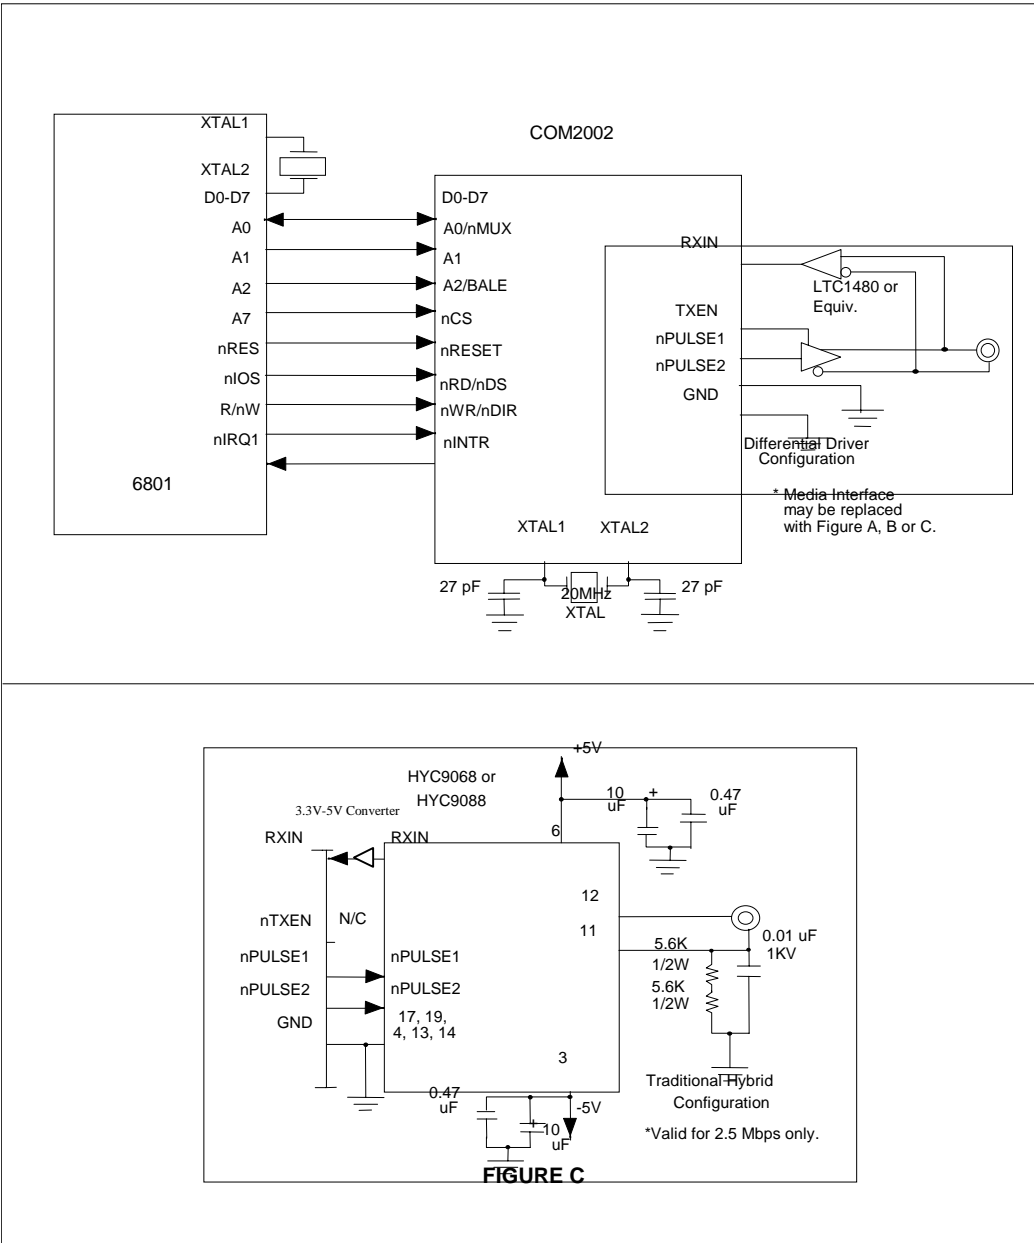 COM2002
XTAL1
XTAL2
D0-D7
A0
A1
A2
A7
nRES
nIOS
R/nW
nIRQ1
6801
D0-D7
A0/nMUX
A1
A2/BALE
nCS
nRESET
nRD/nDS
nWR/nDIR
nINTR
XTAL1
XTAL2
RXIN
TXEN
nPULSE1
nPULSE2
GND
LTC1480 or
Equiv.
Differential Driver
Configuration
* Media Interface
may be replaced
with Figure A, B or C.
27 pF
20MHz
XTAL
27 pF
+5V
HYC9068 or
HYC9088
10
uF
+
0.47
uF
3.3V-5V Converter
6
RXIN
RXIN
nTXEN
N/C
nPULSE1
nPULSE2
GND
nPULSE1
nPULSE2
17, 19,
4, 13, 14
12
11
3
5.6K
1/2W
5.6K
1/2W
0.01 uF
1KV
Traditional Hybrid
Configuration
*Valid for 2.5 Mbps only.
0.47
uF
+
10
uF
-5V
FIGURE C